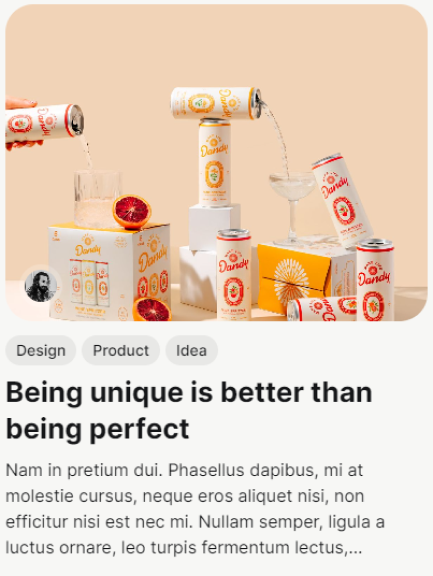 Dandy
Dandy
Dandy
Dandy
Dandy
Dandy
Dandy
Design
Product
Idea
Being unique is better than
being perfect
Nam in pretium dui. Phasellus dapibus, mi at
molestie cursus, neque eros aliquet nisi, non
efficitur nisi est nec mi. Nullam semper, ligula a
luctus ornare, leo turpis fermentum lectus,...